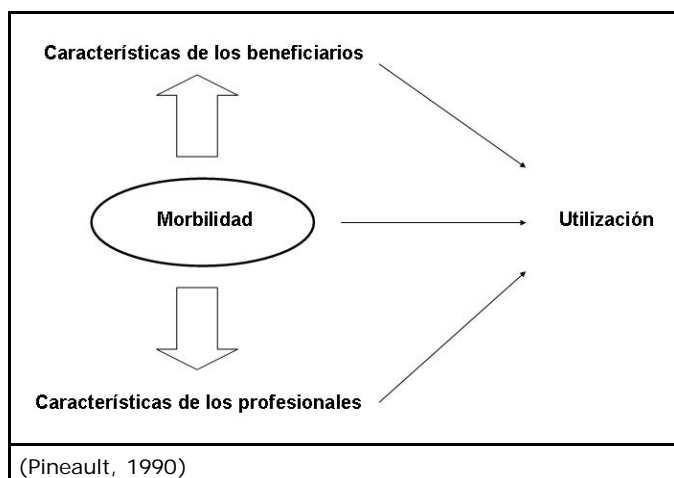 Características de los beneficiarios
Morbilidad
Utilización
Características de los profesionales
(Pineault, 1990)